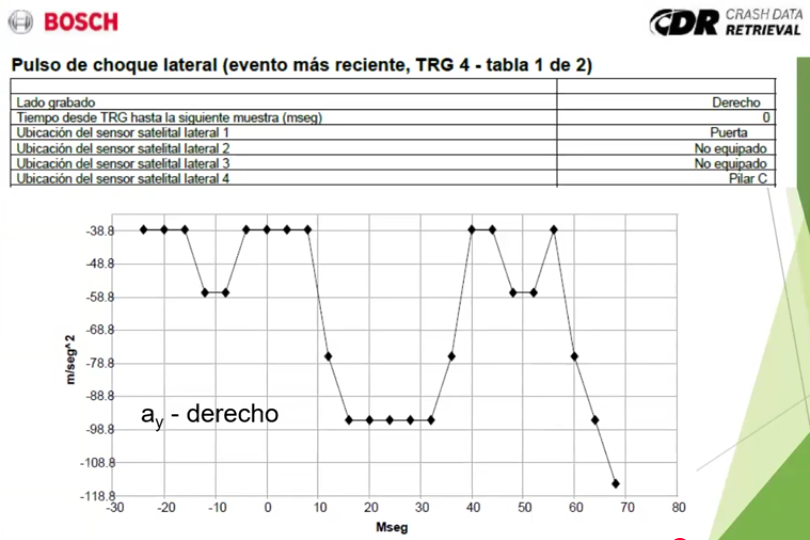 BOSCH
CDR CRASH DATA RETRIEVAL
Pulso de choque lateral (evento más reciente, TRG 4 - tabla 1 de 2)
Lado grabado Derecho
Tiempo desde TRG hasta la siguiente muestra (mseg) 0
Ubicación del sensor satelital lateral 1 Puerta
Ubicación del sensor satelital lateral 2 No equipado
Ubicación del sensor satelital lateral 3 No equipado
Ubicación del sensor satelital lateral 4 Pilar C
-38.8
-48.8
-58.8
-68.8
-78.8
-88.8
-98.8
-108.8
-118.8
m/seg^2
ay - derecho
-30 -20 -10 0 10 20 30 40 50 60 70 80
Mseg